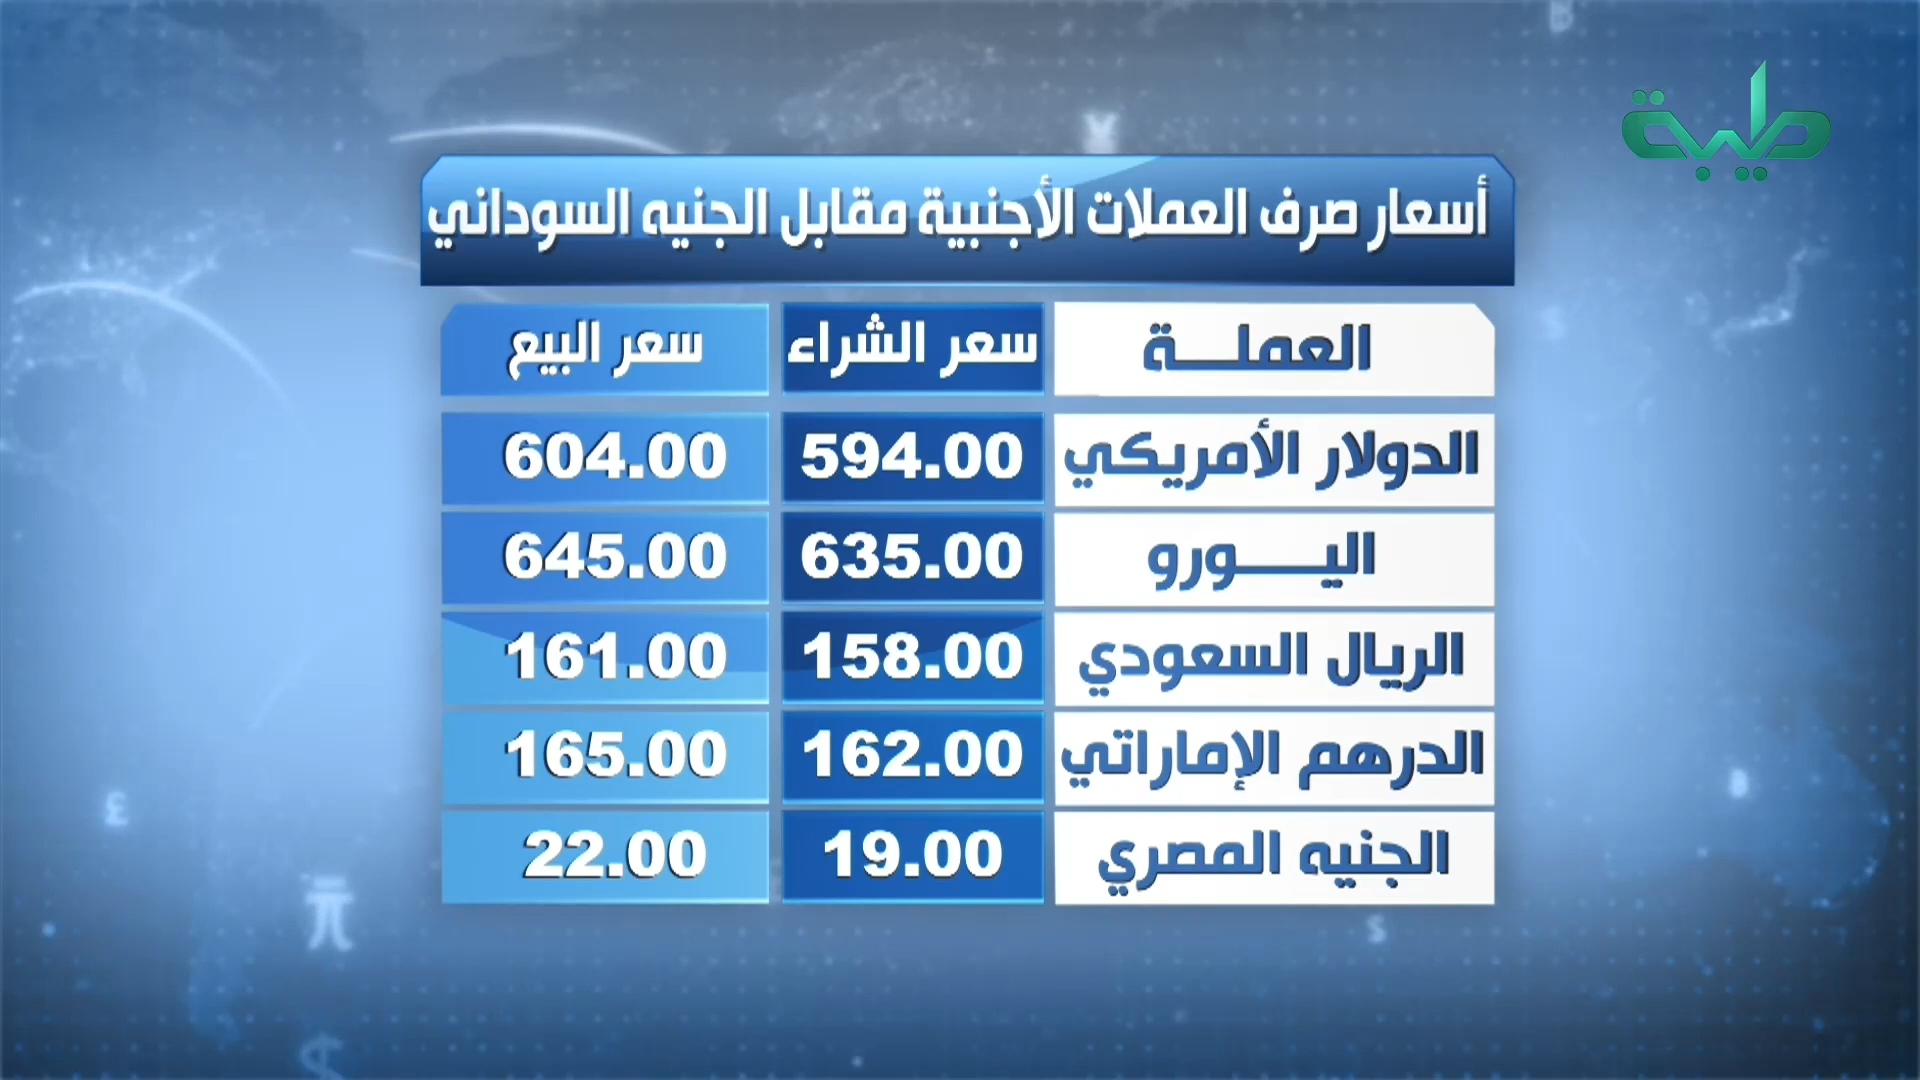 طيبة
أسعار صرف العملات الأجنبية مقابل الجنيه السوداني
العملـــة سعر الشراء سعر البيع
الدولار الأمريكي 594.00 604.00
اليـــــورو 635.00 645.00
الريال السعودي 158.00 161.00
الدرهم الإماراتي 162.00 165.00
الجنيه المصري 19.00 22.00